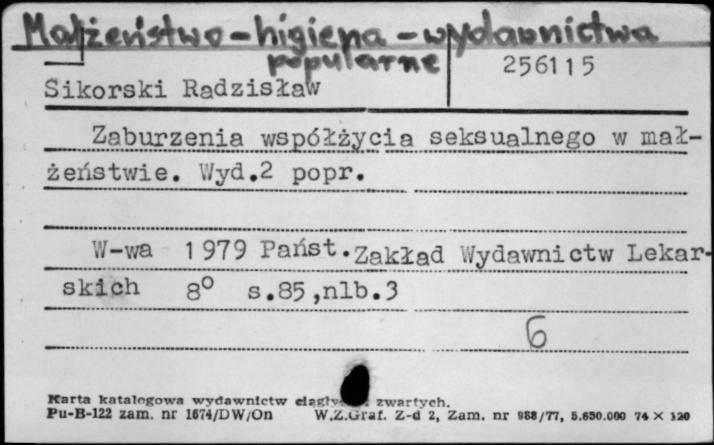 Małżeństwo - higiena - wydawnictwa
popularne
256115
Sikorski Radzisław
Zaburzenia współżycia seksualnego w mał-
żeństwie. Wyd.2 popr.
W-wa 1979 Państ. Zakład Wydawnictw Lekar-
skich 8° s.85,nlb.3
6
Karta katalogowa wydawnictw zwartych.
Pu-B-122 zam. nr 1674/DW/On W.Z.Graf. Z-d 2, Zam. nr 988/77, 5.650.000 74 × 120